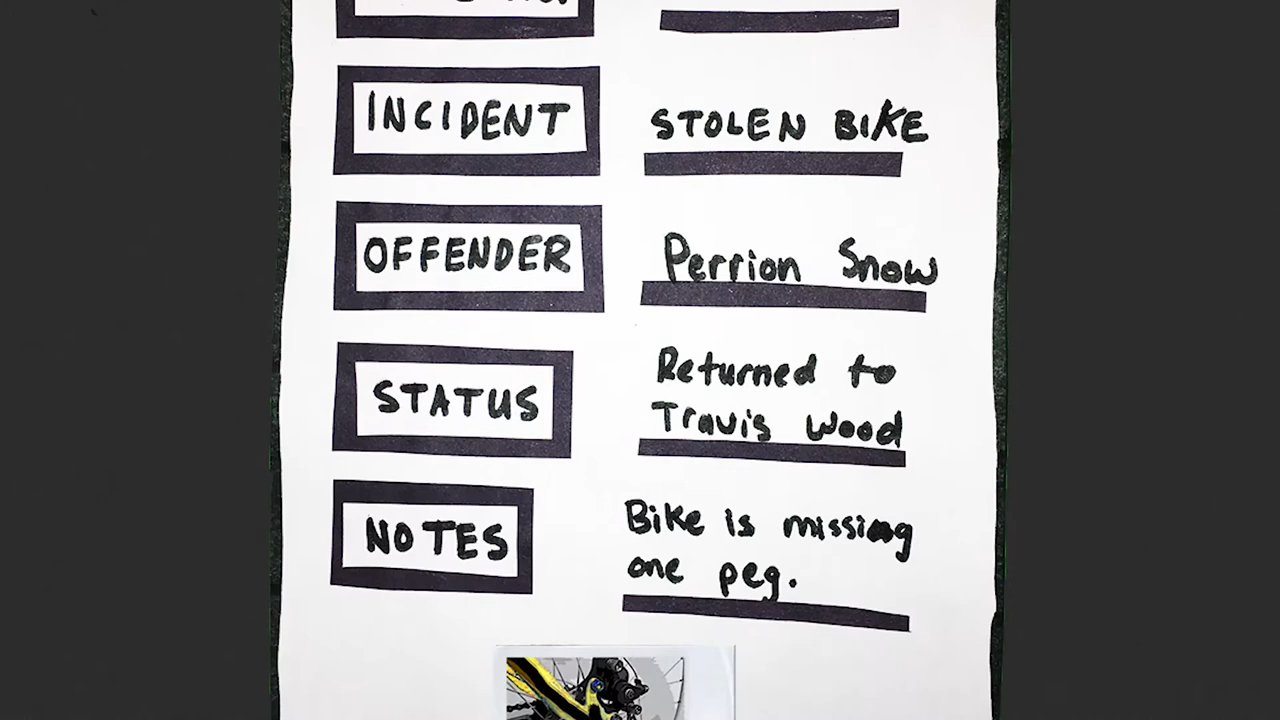 INCIDENT STOLEN BIKE
OFFENDER Perrion Snow
STATUS Returned to
Travis Wood
NOTES Bike is missing
one peg.